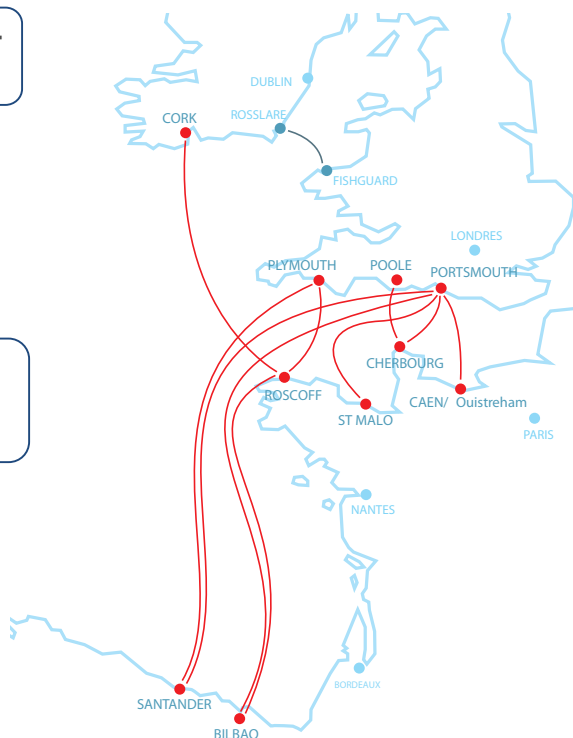 DUBLIN
ROSSLARE
CORK
FISHGUARD
LONDRES
PLYMOUTH
POOLE
PORTSMOUTH
CHERBOURG
ROSCOFF
CAEN/ Ouistreham
ST MALO
PARIS
NANTES
BORDEAUX
SANTANDER
BILBAO